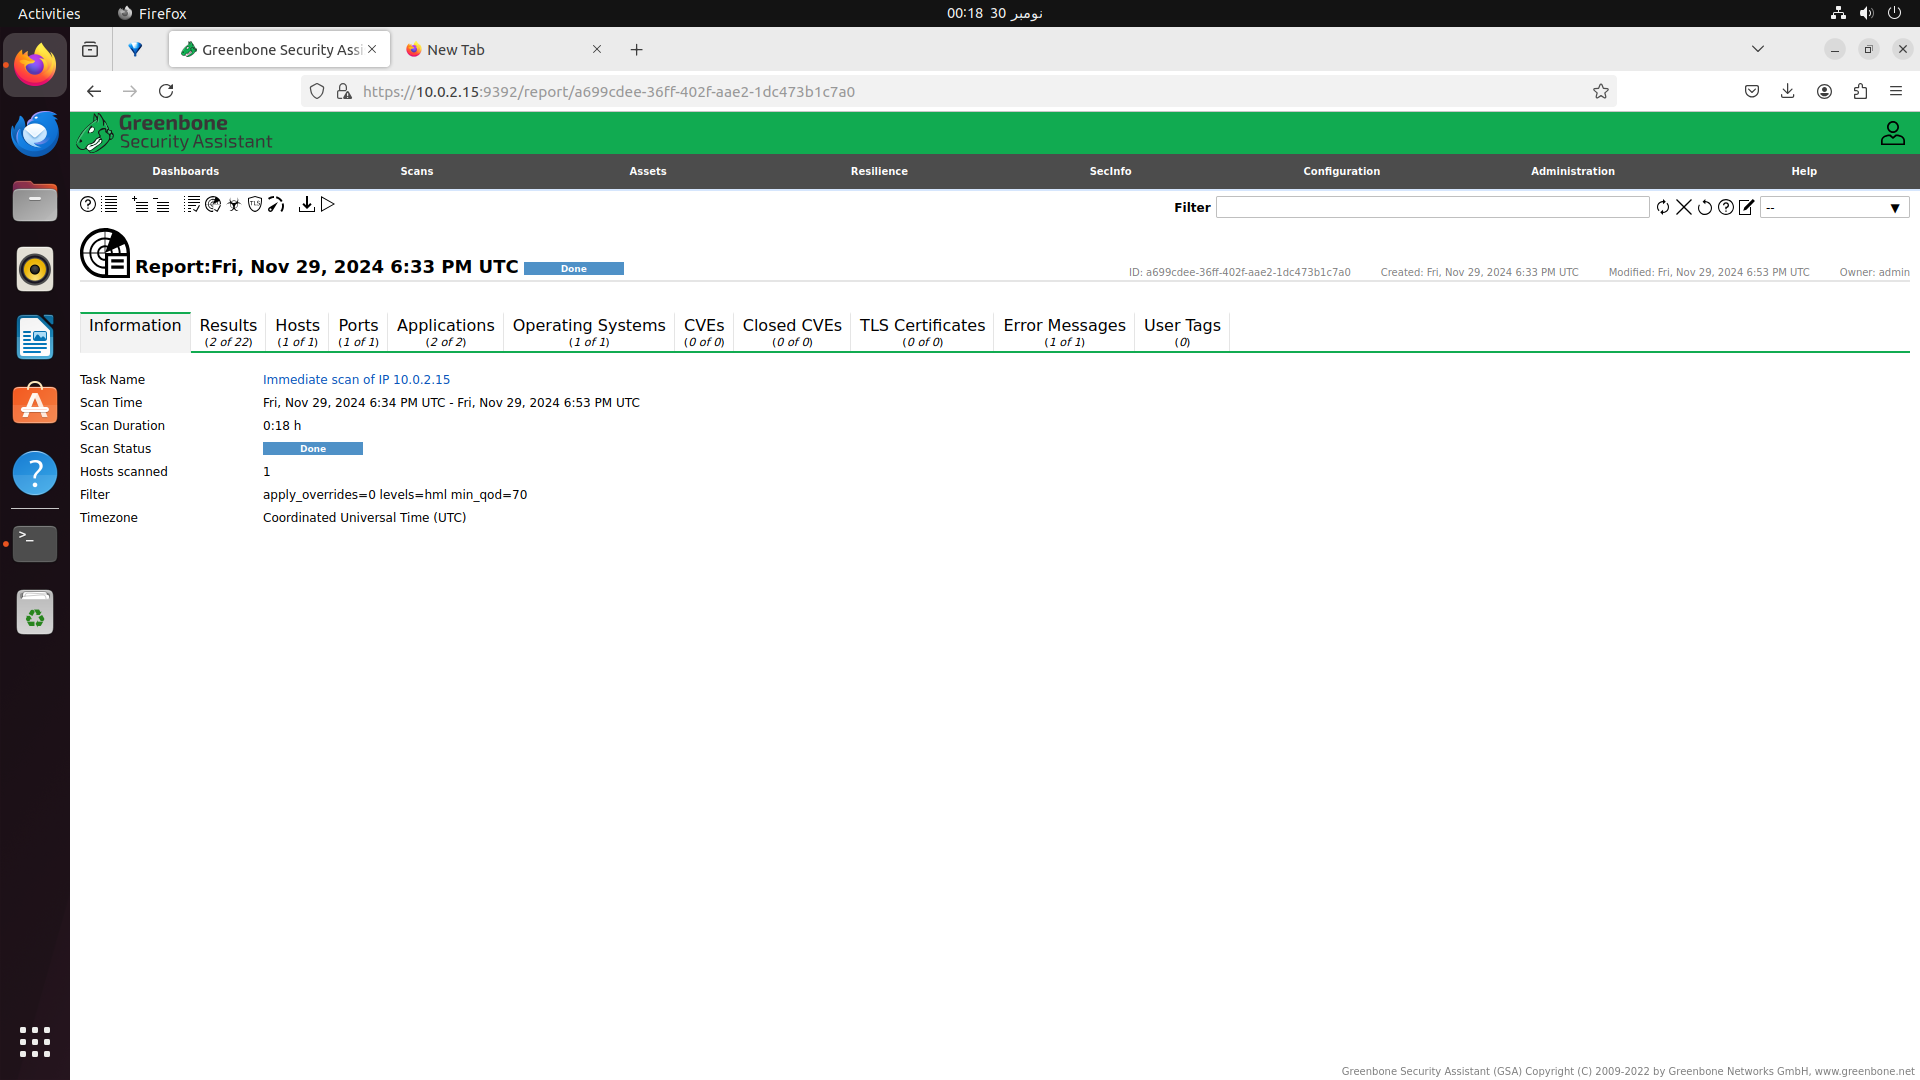 Activities Firefox 00:18 30 نومبر
Greenbone Security Assi New Tab
https://10.0.2.15:9392/report/a699cdee-36ff-402f-aae2-1dc473b1c7a0
Greenbone
Security Assistant
Dashboards Scans Assets Resilience SecInfo Configuration Administration Help
Filter --
Report:Fri, Nov 29, 2024 6:33 PM UTC Done
ID: a699cdee-36ff-402f-aae2-1dc473b1c7a0 Created: Fri, Nov 29, 2024 6:33 PM UTC Modified: Fri, Nov 29, 2024 6:53 PM UTC Owner: admin
Information Results Hosts Ports Applications Operating Systems CVEs Closed CVEs TLS Certificates Error Messages User Tags
(2 of 22) (1 of 1) (1 of 1) (2 of 2) (1 of 1) (0 of 0) (0 of 0) (0 of 0) (1 of 1) (0)
Task Name Immediate scan of IP 10.0.2.15
Scan Time Fri, Nov 29, 2024 6:34 PM UTC - Fri, Nov 29, 2024 6:53 PM UTC
Scan Duration 0:18 h
Scan Status Done
Hosts scanned 1
Filter apply_overrides=0 levels=hml min_qod=70
Timezone Coordinated Universal Time (UTC)
Greenbone Security Assistant (GSA) Copyright (C) 2009-2022 by Greenbone Networks GmbH, www.greenbone.net